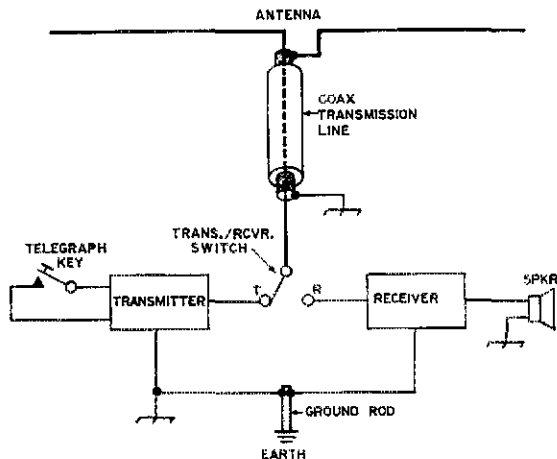 ANTENNA
COAX
TRANSMISSION
LINE
TRANS./RCVR.
SWITCH
TELEGRAPH
KEY
TRANSMITTER
T
R
RECEIVER
SPKR
GROUND ROD
EARTH